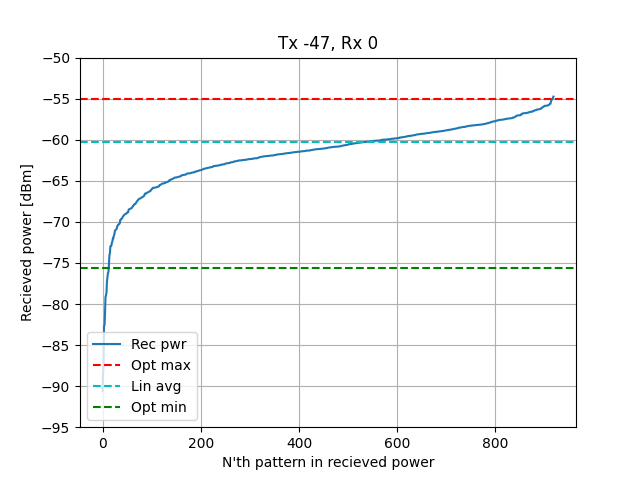 Tx -47, Rx 0
−50
−55
−60
−65
−70
−75
−80
−85
−90
−95
Recieved power [dBm]
Rec pwr
Opt max
Lin avg
Opt min
0
200
400
600
800
N'th pattern in recieved power